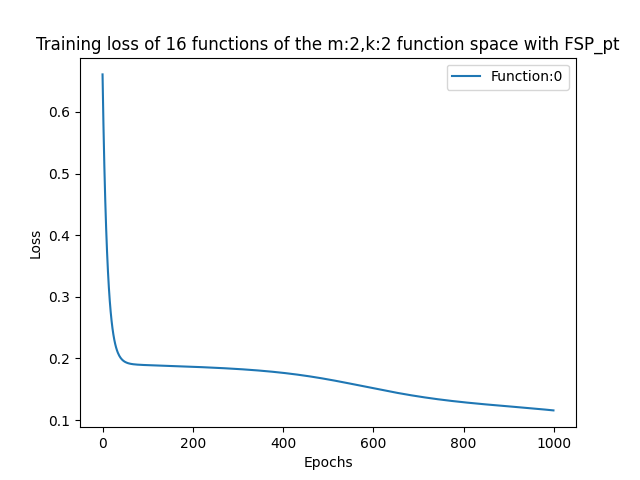 Training loss of 16 functions of the m:2,k:2 function space with FSP_pt
Function:0
Loss
0.6
0.5
0.4
0.3
0.2
0.1
0 200 400 600 800 1000
Epochs